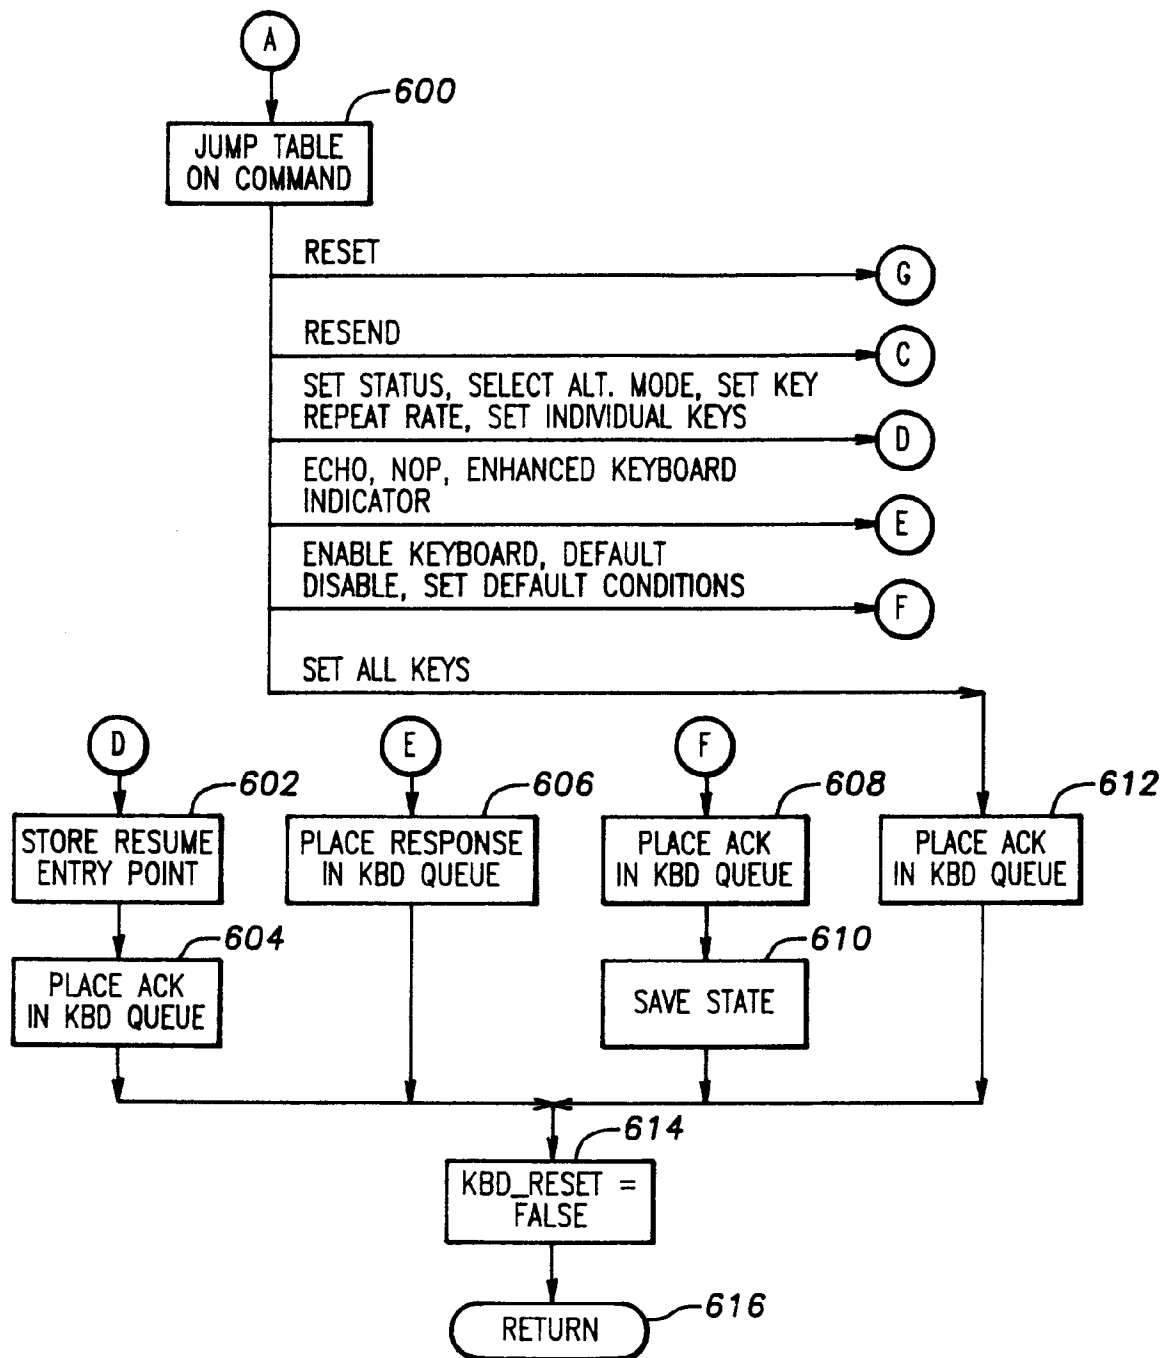 A
600
JUMP TABLE
ON COMMAND
RESET
G
RESEND
C
SET STATUS, SELECT ALT. MODE, SET KEY
REPEAT RATE, SET INDIVIDUAL KEYS
D
ECHO, NOP, ENHANCED KEYBOARD
INDICATOR
E
ENABLE KEYBOARD, DEFAULT
DISABLE, SET DEFAULT CONDITIONS
F
SET ALL KEYS
D
E
F
602
606
608
612
STORE RESUME
ENTRY POINT
PLACE RESPONSE
IN KBD QUEUE
PLACE ACK
IN KBD QUEUE
PLACE ACK
IN KBD QUEUE
604
610
PLACE ACK
IN KBD QUEUE
SAVE STATE
614
KBD_RESET =
FALSE
616
RETURN